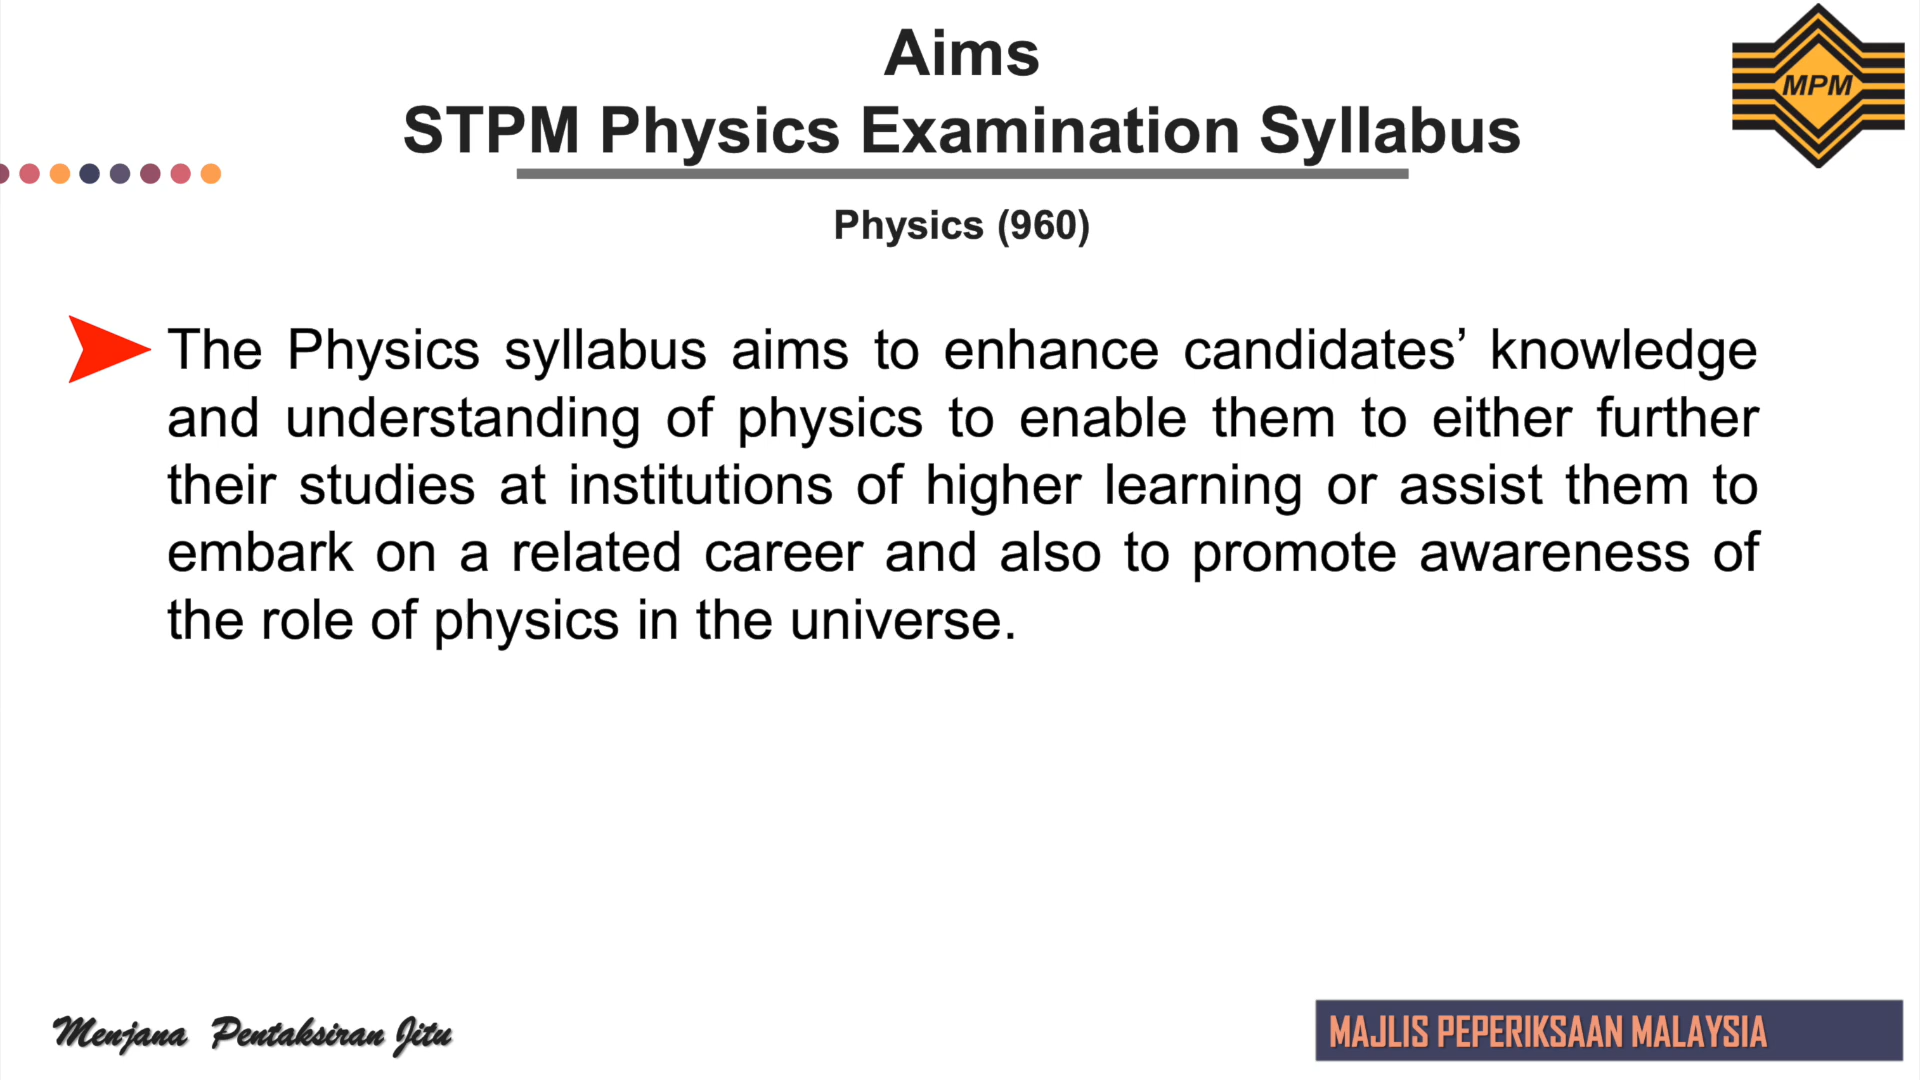 Aims
STPM Physics Examination Syllabus
MPM
Physics (960)
The Physics syllabus aims to enhance candidates’ knowledge
and understanding of physics to enable them to either further
their studies at institutions of higher learning or assist them to
embark on a related career and also to promote awareness of
the role of physics in the universe.
Menjana Pentaksiran Jitu
MAJLIS PEPERIKSAAN MALAYSIA